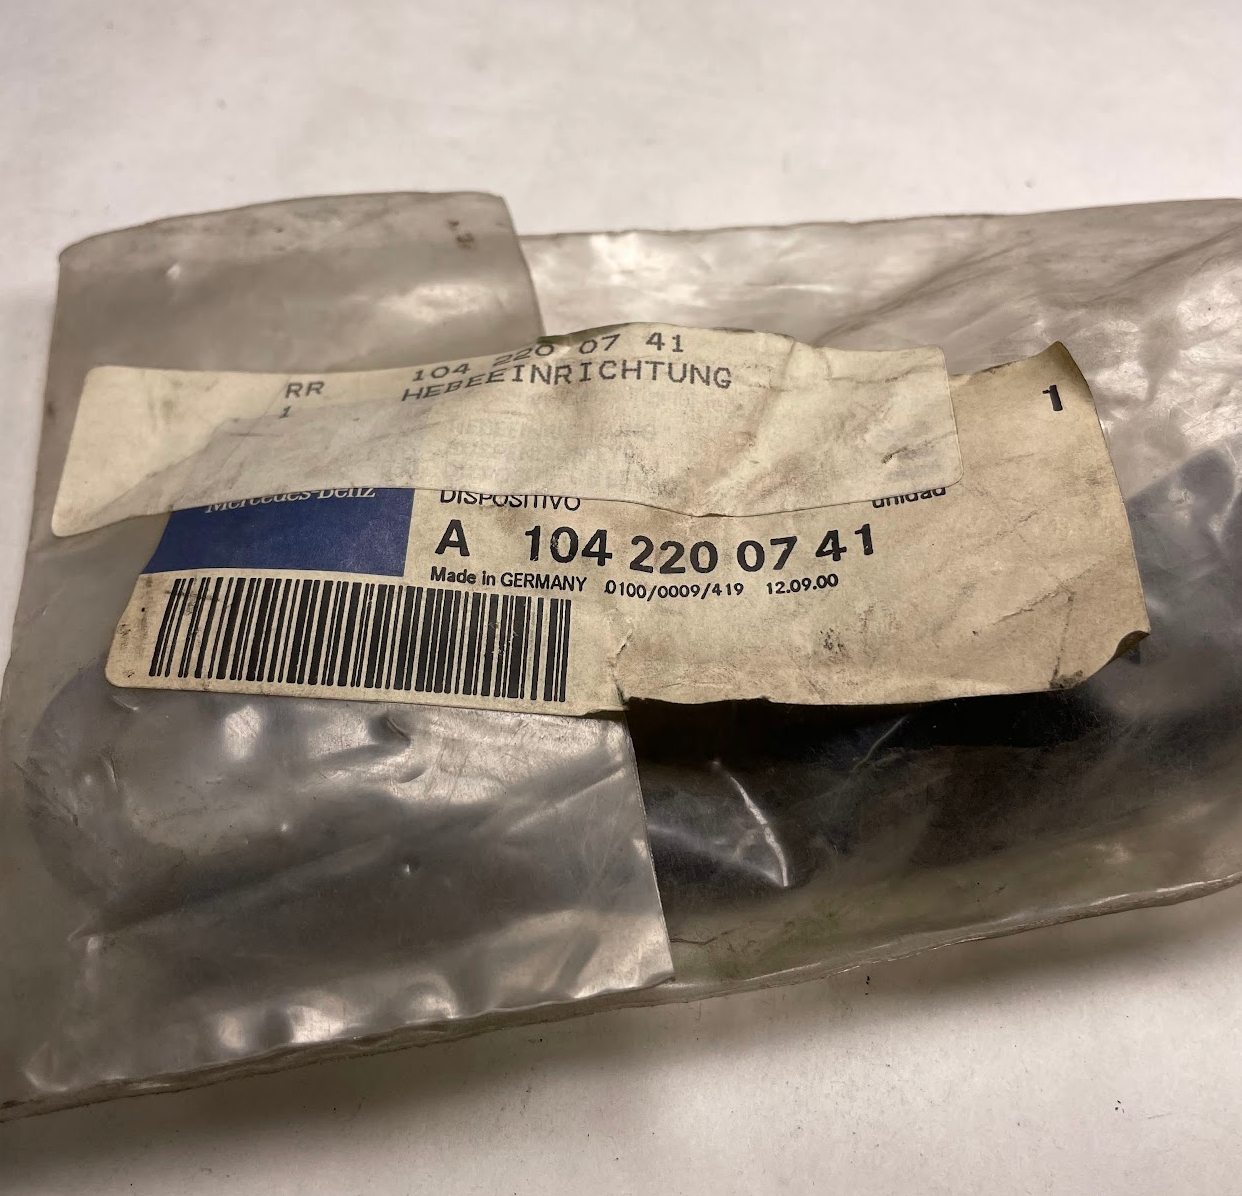 RR 104 220 07 41
1 HEBEEINRICHTUNG
1
Mercedes-Benz
DISPOSITIVO unidad
A 104 220 07 41
Made in GERMANY 0100/0009/419 12.09.00